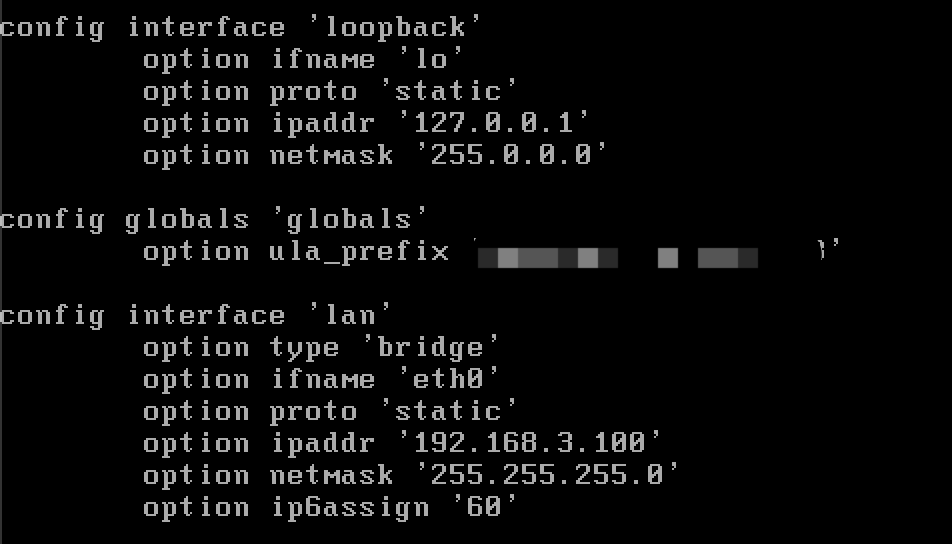 config interface 'loopback'
        option ifname 'lo'
        option proto 'static'
        option ipaddr '127.0.0.1'
        option netmask '255.0.0.0'
config globals 'globals'
        option ula_prefix '
config interface 'lan'
        option type 'bridge'
        option ifname 'eth0'
        option proto 'static'
        option ipaddr '192.168.3.100'
        option netmask '255.255.255.0'
        option ip6assign '60'